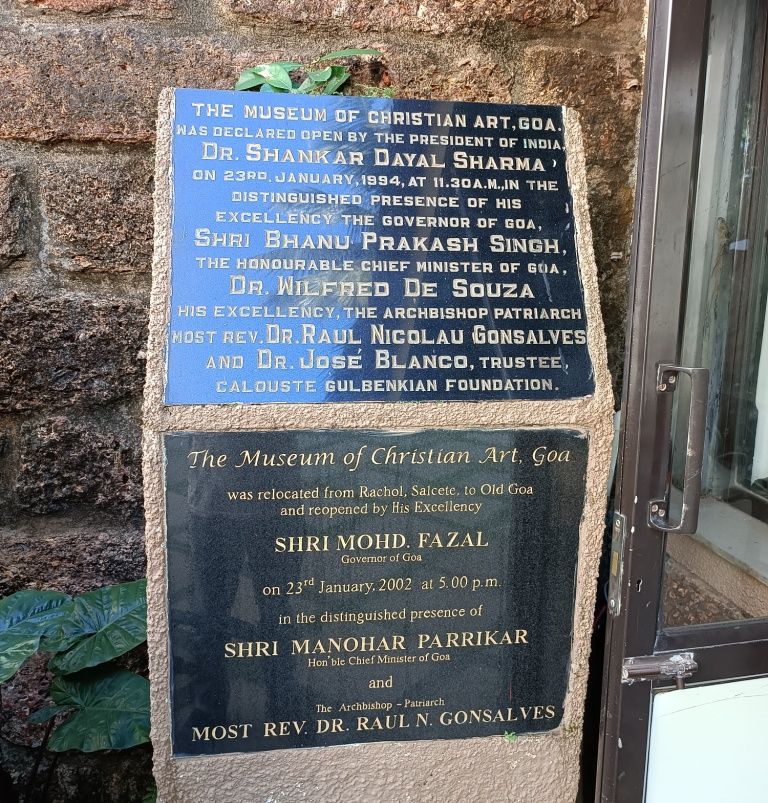 THE MUSEUM OF CHRISTIAN ART, GOA.
WAS DECLARED OPEN BY THE PRESIDENT OF INDIA,
DR. SHANKAR DAYAL SHARMA,
ON 23RD. JANUARY, 1994, AT 11.30A.M., IN THE
DISTINGUISHED PRESENCE OF HIS
EXCELLENCY THE GOVERNOR OF GOA,
SHRI BHANU PRAKASH SINGH,
THE HONOURABLE CHIEF MINISTER OF GOA,
DR. WILFRED DE SOUZA
HIS EXCELLENCY, THE ARCHBISHOP PATRIARCH
MOST REV. DR. RAUL NICOLAU GONSALVES
AND DR. JOSÉ BLANCO, TRUSTEE,
CALOUSTE GULBENKIAN FOUNDATION.
The Museum of Christian Art, Goa
was relocated from Rachol, Salcete, to Old Goa
and reopened by His Excellency
SHRI MOHD. FAZAL
Governor of Goa
on 23rd January, 2002 at 5.00 p.m.
in the distinguished presence of
SHRI MANOHAR PARRIKAR
Hon'ble Chief Minister of Goa
and
The Archbishop - Patriarch
MOST REV. DR. RAUL N. GONSALVES